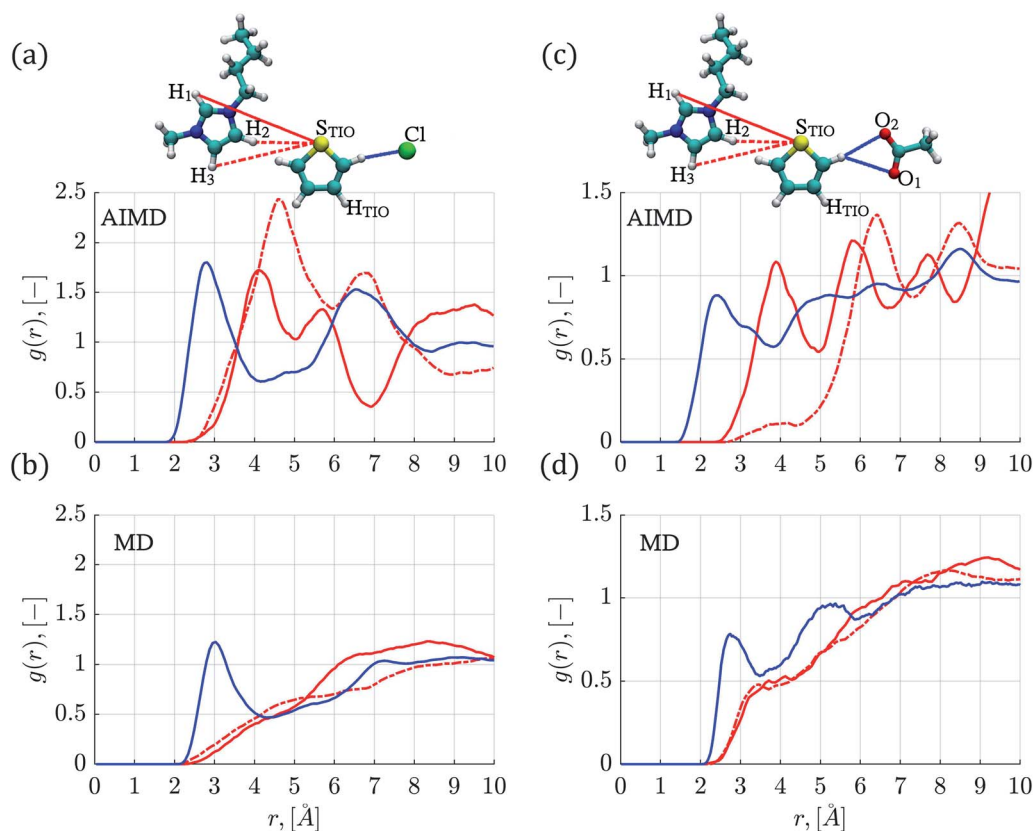 (a)
H1
H2
H3
STIO
Cl
HTIO
AIMD
g(r), [−]
2.5
2
1.5
1
0.5
0
0 1 2 3 4 5 6 7 8 9 10
(c)
H1
H2
H3
STIO
O2
O1
HTIO
AIMD
g(r), [−]
1.5
1
0.5
0
0 1 2 3 4 5 6 7 8 9 10
(b)
MD
g(r), [−]
2.5
2
1.5
1
0.5
0
0 1 2 3 4 5 6 7 8 9 10
r, [Å]
(d)
MD
g(r), [−]
1.5
1
0.5
0
0 1 2 3 4 5 6 7 8 9 10
r, [Å]